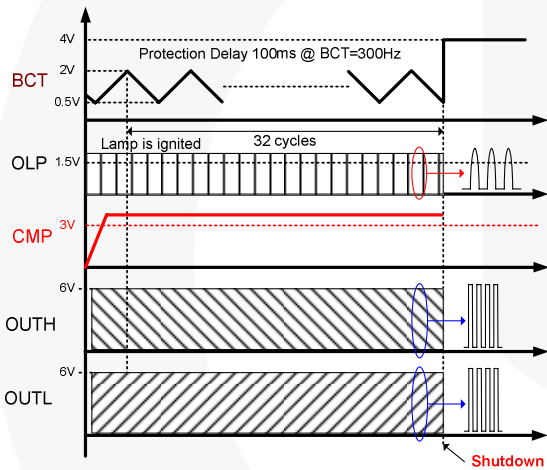 4V
Protection Delay 100ms @ BCT=300Hz
BCT
2V
0.5V
Lamp is ignited
32 cycles
OLP
1.5V
CMP
3V
6V
OUTH
6V
OUTL
Shutdown